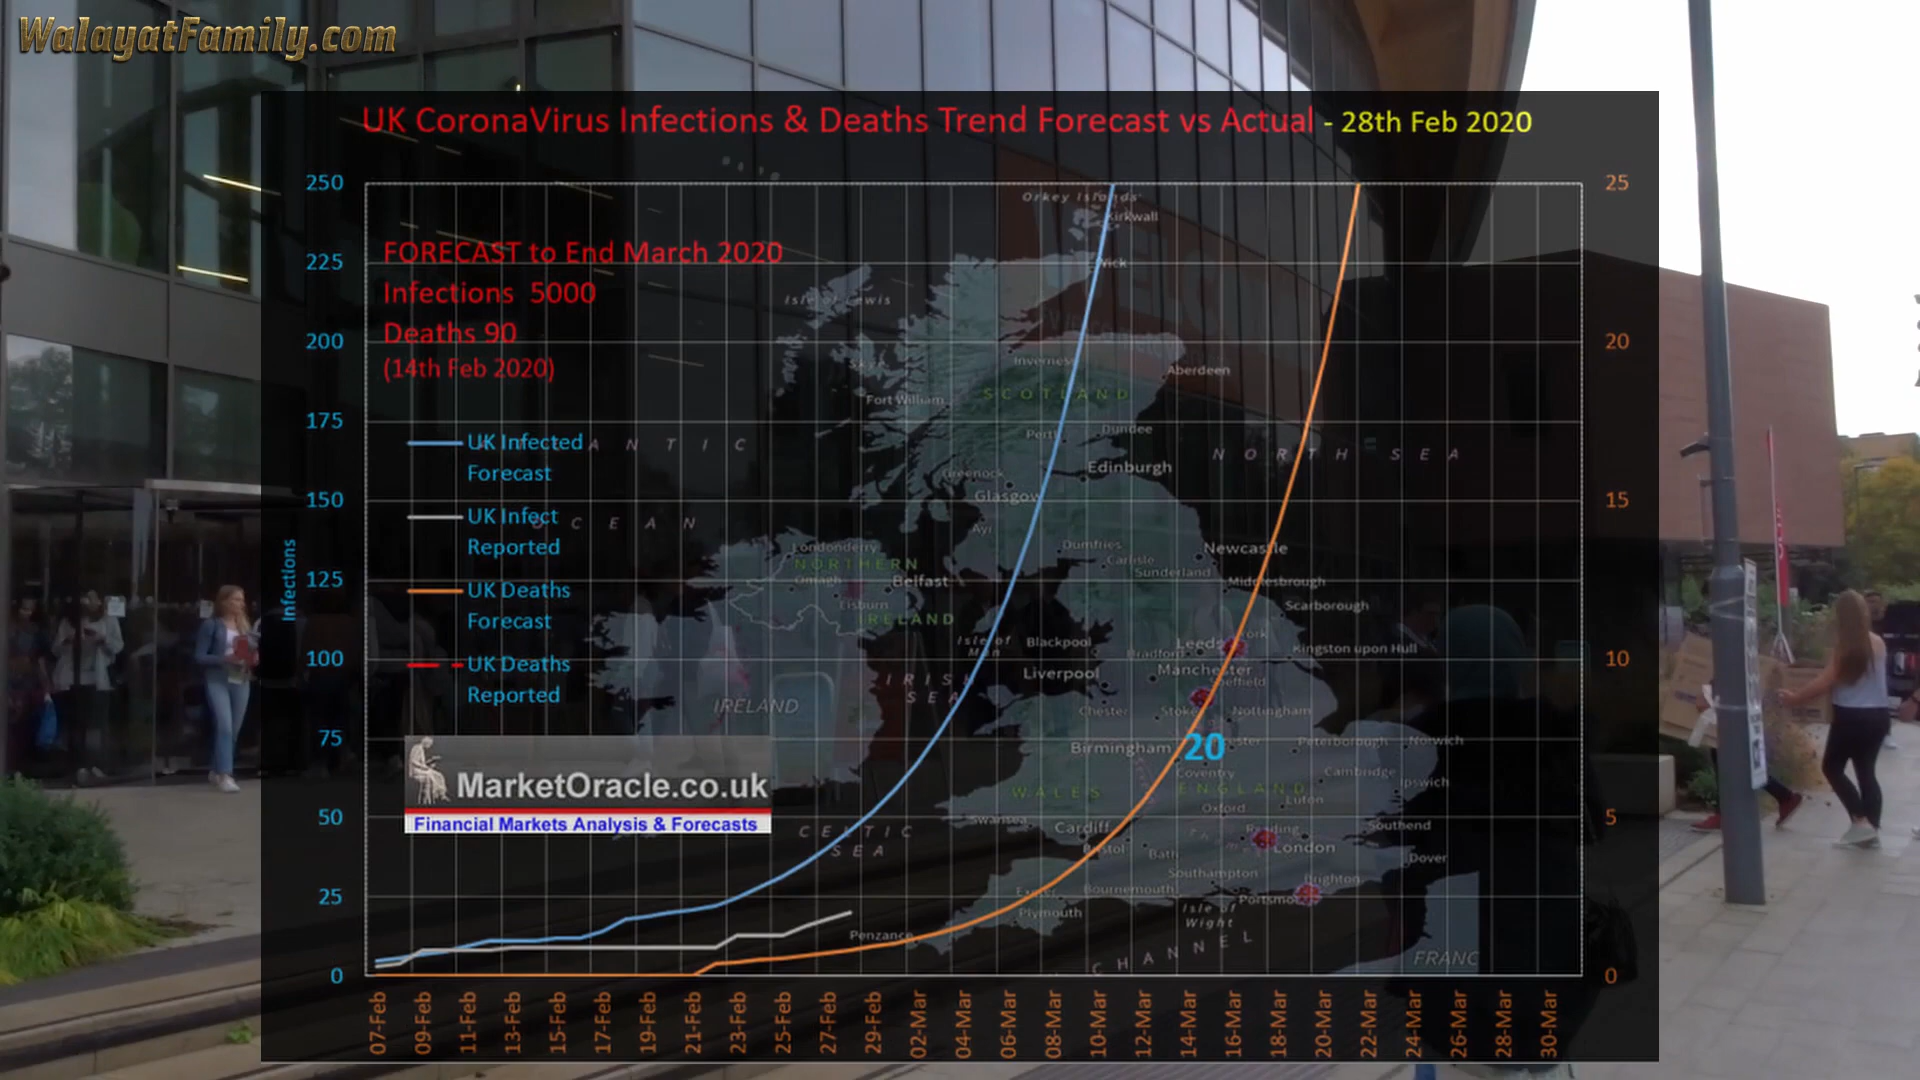 WalayatFamily.com
UK CoronaVirus Infections & Deaths Trend Forecast vs Actual - 28th Feb 2020
250
225
200
175
150
125
100
75
50
25
0
Infections
25
20
15
10
5
0
FORECAST to End March 2020
Infections 5000
Deaths 90
(14th Feb 2020)
UK Infected
Forecast
UK Infect
Reported
UK Deaths
Forecast
UK Deaths
Reported
MarketOracle.co.uk
Financial Markets Analysis & Forecasts
Orkey Islands
Kirkwall
Wick
Isle of Lewis
Skye
Inverness
Aberdeen
Fort William
SCOTLAND
Perth
Dundee
ANTIC
NORTH SEA
Greenock
Edinburgh
Glasgow
OCEAN
Ayr
Londonderry
Dumfries
Newcastle
NORTHERN
Carlisle
Sunderland
Omagh
Belfast
Middlesbrough
Lisburn
Scarborough
IRELAND
Isle of
Man
Blackpool
Leeds
York
Bradford
Kingston upon Hull
Liverpool
Manchester
IRISH
SEA
Sheffield
IRELAND
Chester
Stoke
Nottingham
Birmingham
20
Peterborough
Norwich
Coventry
Cambridge
Ipswich
WALES
ENGLAND
Oxford
Luton
Swansea
Cardiff
Reading
Southend
CELTIC
SEA
Bristol
Bath
London
Dover
Southampton
Brighton
Exeter
Bournemouth
Portsmo
Plymouth
Isle of
Wight
Penzance
CHANNEL
FRANC
07-Feb
09-Feb
11-Feb
13-Feb
15-Feb
17-Feb
19-Feb
21-Feb
23-Feb
25-Feb
27-Feb
29-Feb
02-Mar
04-Mar
06-Mar
08-Mar
10-Mar
12-Mar
14-Mar
16-Mar
18-Mar
20-Mar
22-Mar
24-Mar
26-Mar
28-Mar
30-Mar